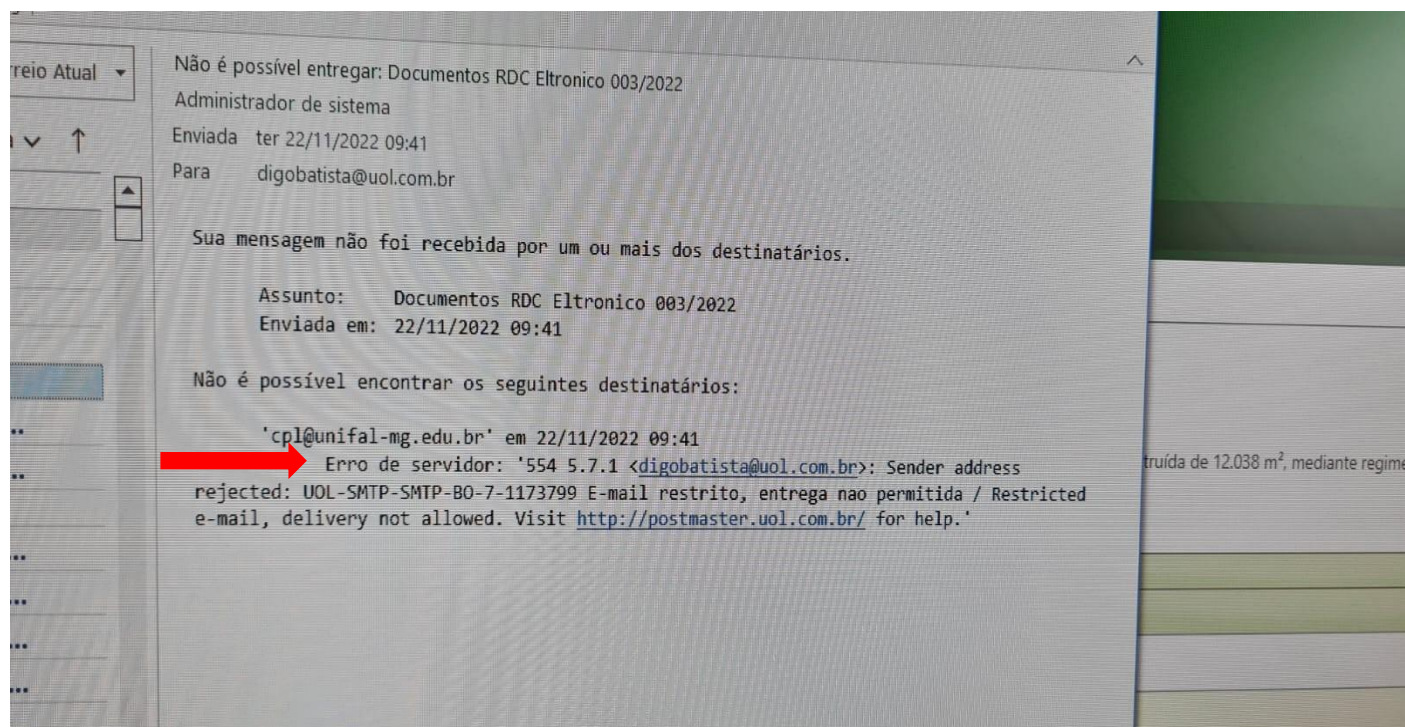 reio Atual
Não é possível entregar: Documentos RDC Eltronico 003/2022
Administrador de sistema
Enviada ter 22/11/2022 09:41
Para digobatista@uol.com.br
Sua mensagem não foi recebida por um ou mais dos destinatários.
Assunto: Documentos RDC Eltronico 003/2022
Enviada em: 22/11/2022 09:41
Não é possível encontrar os seguintes destinatários:
'cpl@unifal-mg.edu.br' em 22/11/2022 09:41
Erro de servidor: '554 5.7.1 <digobatista@uol.com.br>: Sender address
rejected: UOL-SMTP-SMTP-BO-7-1173799 E-mail restrito, entrega nao permitida / Restricted
e-mail, delivery not allowed. Visit http://postmaster.uol.com.br/ for help.'
truída de 12.038 m², mediante regime